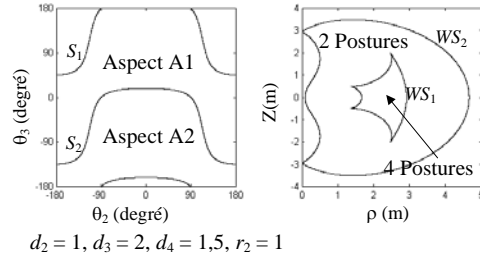 180
90
0
-90
-180
θ3 (degré)
S1
Aspect A1
S2
Aspect A2
-180 -90 0 90 180
θ2 (degré)
4
3
2
1
0
-1
-2
-3
-4
Z(m)
2 Postures
WS2
WS1
4 Postures
0 1 2 3 4 5
ρ (m)
d2 = 1, d3 = 2, d4 = 1,5, r2 = 1